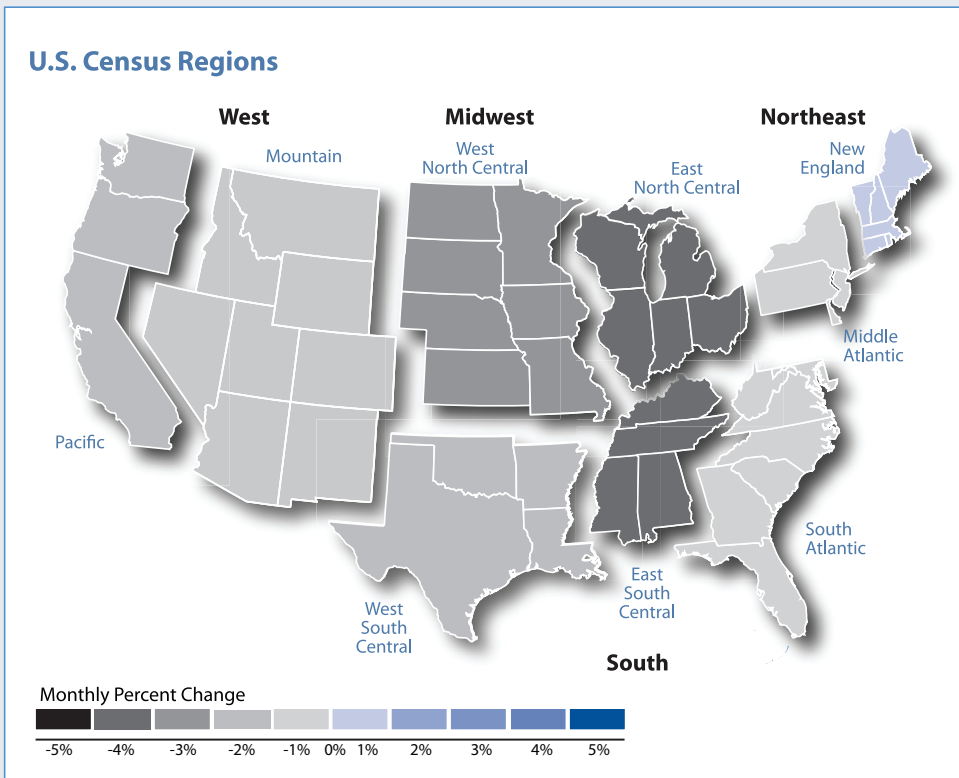 U.S. Census Regions
West
Midwest
Northeast
Mountain
West
North Central
East
North Central
New
England
Middle
Atlantic
Pacific
South
Atlantic
West
South
Central
East
South
Central
South
Monthly Percent Change
-5% -4% -3% -2% -1% 0% 1% 2% 3% 4% 5%